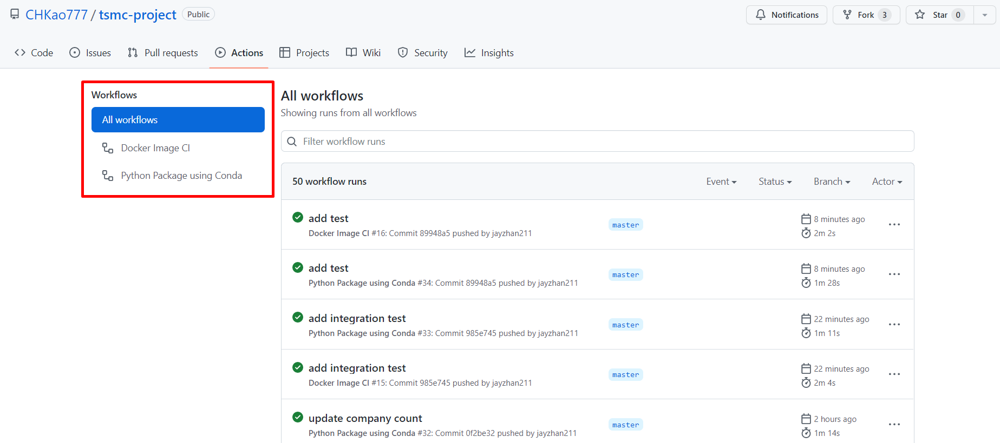 CHKao777 / tsmc-project Public
Notifications Fork 3 Star 0
Code Issues Pull requests Actions Projects Wiki Security Insights
Workflows
All workflows
Docker Image CI
Python Package using Conda
All workflows
Showing runs from all workflows
Filter workflow runs
50 workflow runs Event Status Branch Actor
add test
Docker Image CI #16: Commit 89948a5 pushed by jayzhan211
master
8 minutes ago
2m 2s
add test
Python Package using Conda #34: Commit 89948a5 pushed by jayzhan211
master
8 minutes ago
1m 28s
add integration test
Python Package using Conda #33: Commit 985e745 pushed by jayzhan211
master
22 minutes ago
1m 11s
add integration test
Docker Image CI #15: Commit 985e745 pushed by jayzhan211
master
22 minutes ago
2m 4s
update company count
Python Package using Conda #32: Commit 0f2be32 pushed by jayzhan211
master
2 hours ago
1m 14s